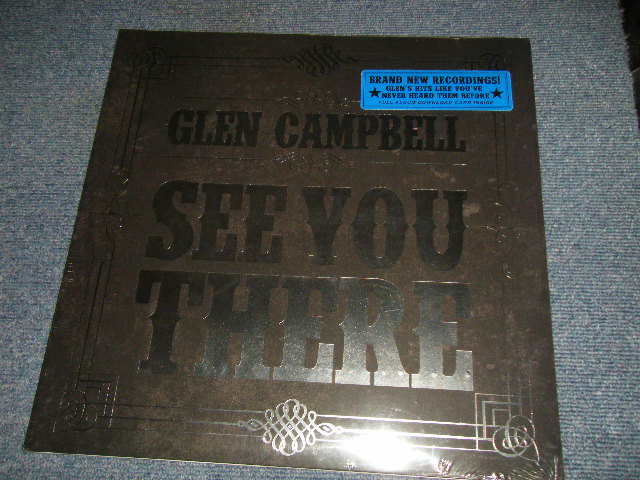 BRAND NEW RECORDINGS!
GLEN'S HITS LIKE YOU'VE
NEVER HEARD THEM BEFORE
FULL ALBUM DOWNLOAD CARD INSIDE
GLEN CAMPBELL
SEE YOU
THERE